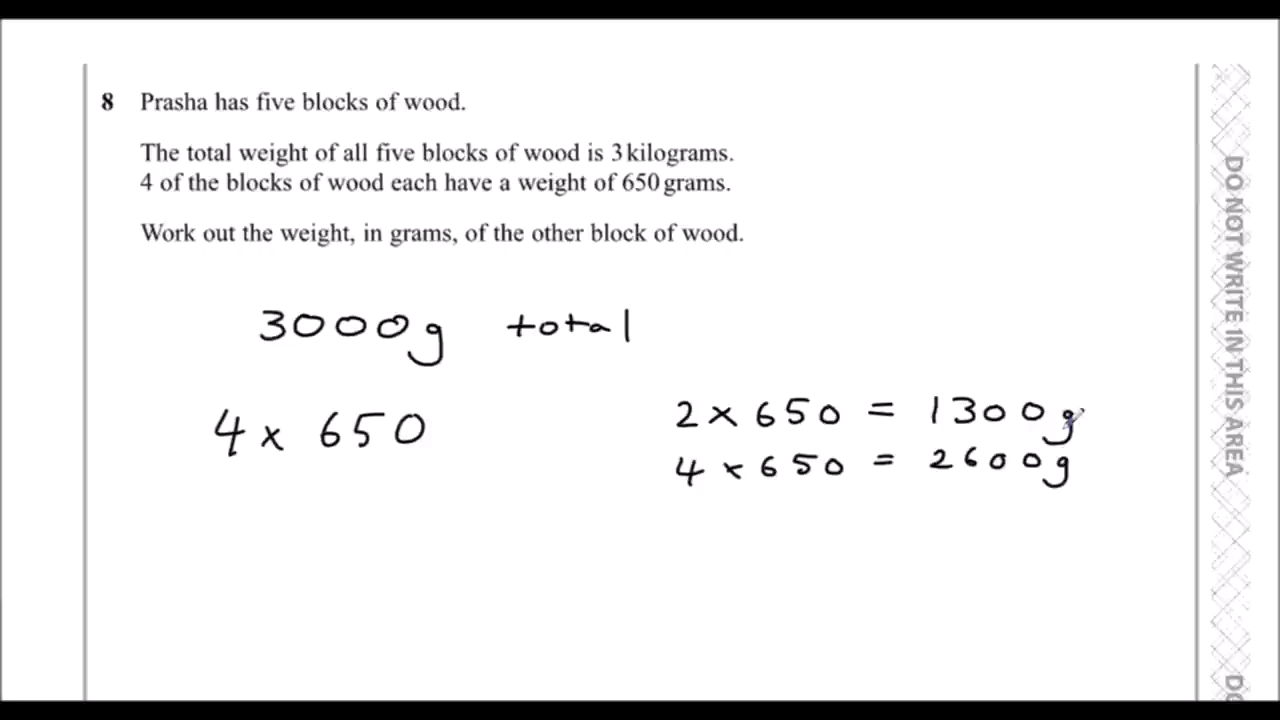 8 Prasha has five blocks of wood.
The total weight of all five blocks of wood is 3 kilograms.
4 of the blocks of wood each have a weight of 650 grams.
Work out the weight, in grams, of the other block of wood.
3000g total
4 × 650
2 × 650 = 1300g
4 × 650 = 2600g
DO NOT WRITE IN THIS AREA
DO